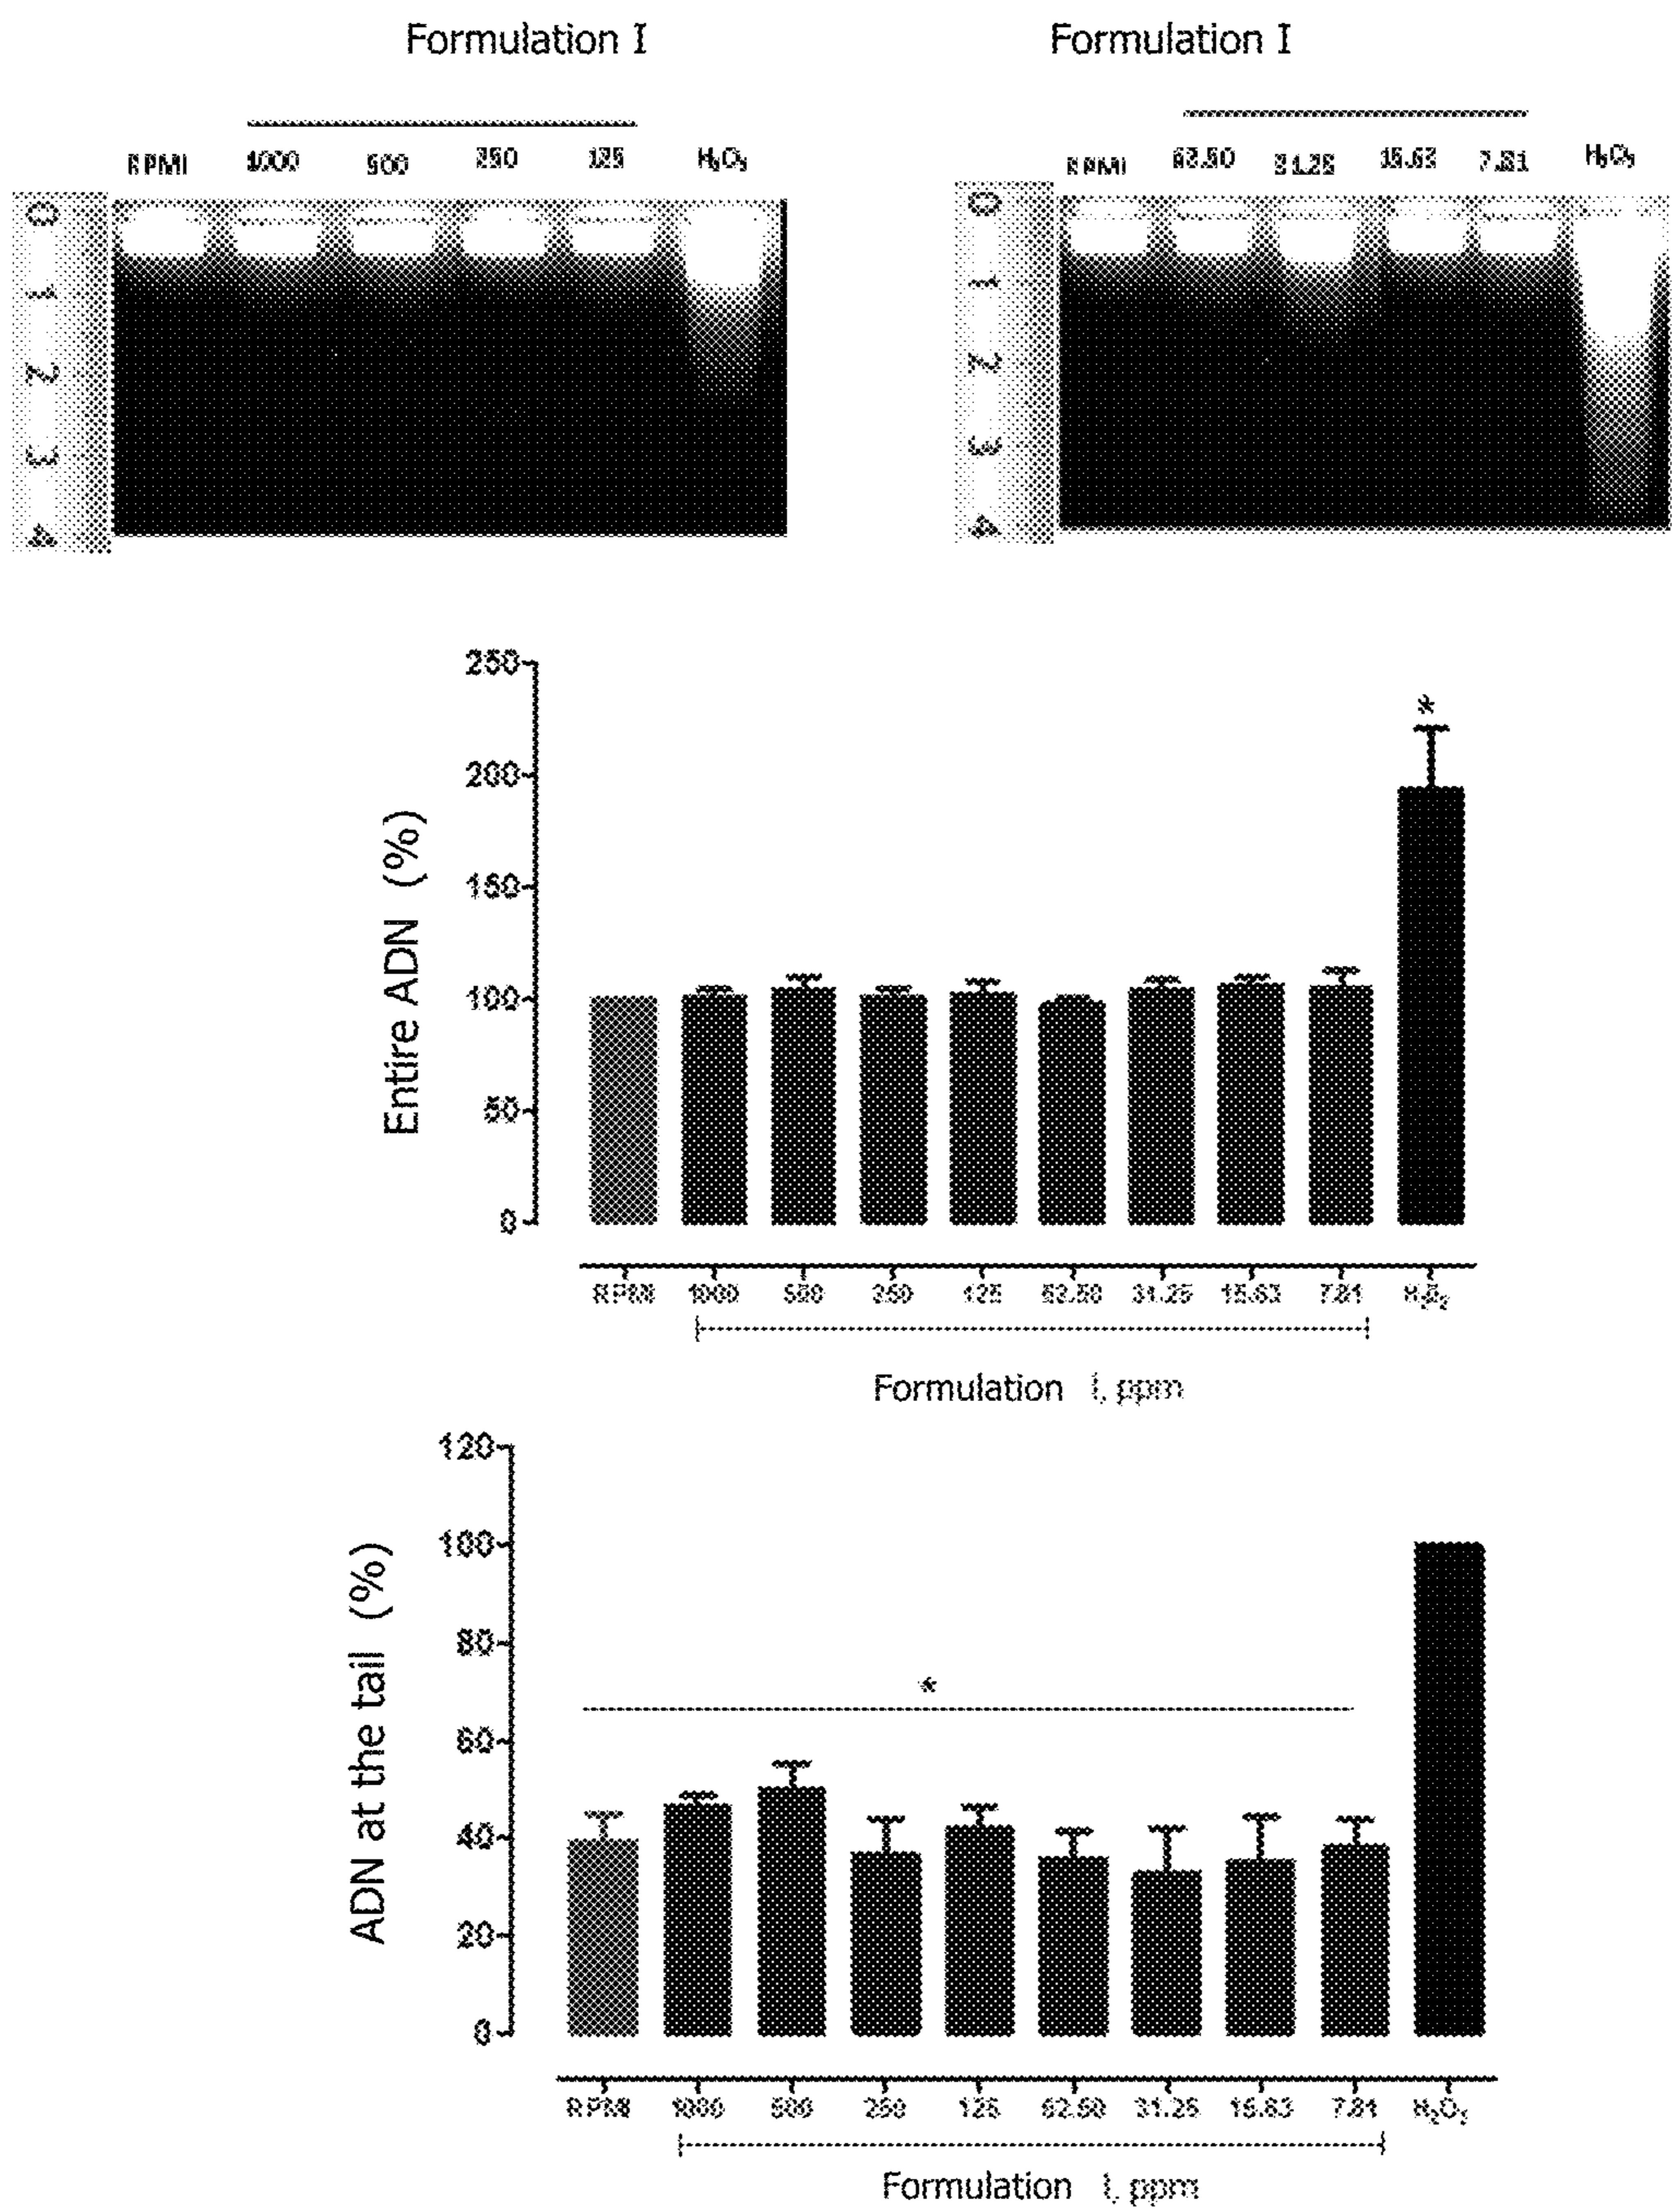 Formulation I
Formulation I
RPMI 1000 500 250 125 H₂O₂
RPMI 62.50 31.25 15.63 7.81 H₂O₂
0
1
2
3
4
0
1
2
3
4
Entire ADN (%)
250
200
150
100
50
0
*
RPMI 1000 500 250 125 62.50 31.25 15.63 7.81 H₂O₂
Formulation I, ppm
ADN at the tail (%)
120
100
80
60
40
20
0
*
RPMI 1000 500 250 125 62.50 31.25 15.63 7.81 H₂O₂
Formulation I, ppm